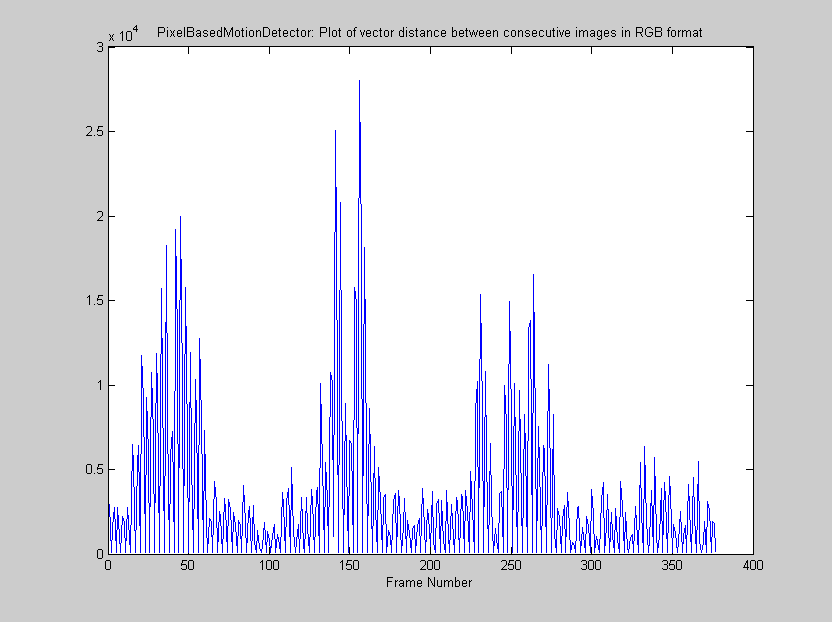 x 10^4
PixelBasedMotionDetector: Plot of vector distance between consecutive images in RGB format
3
2.5
2
1.5
1
0.5
0
0 50 100 150 200 250 300 350 400
Frame Number